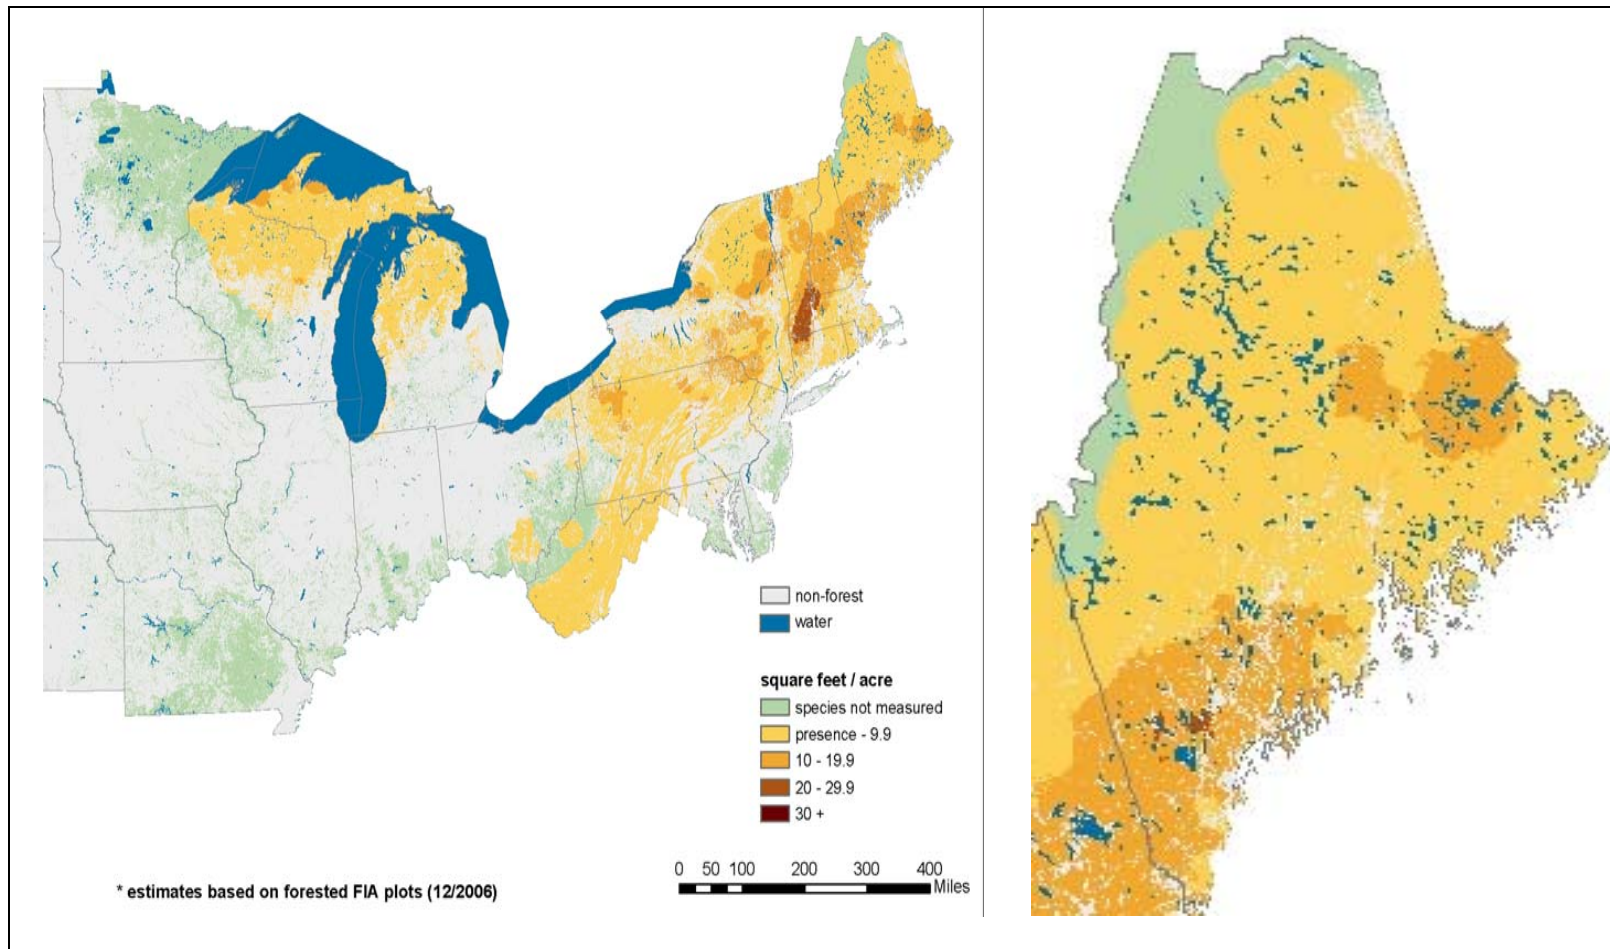 non-forest
water
square feet / acre
species not measured
presence - 9.9
10 - 19.9
20 - 29.9
30 +
0 50 100 200 300 400
Miles
* estimates based on forested FIA plots (12/2006)